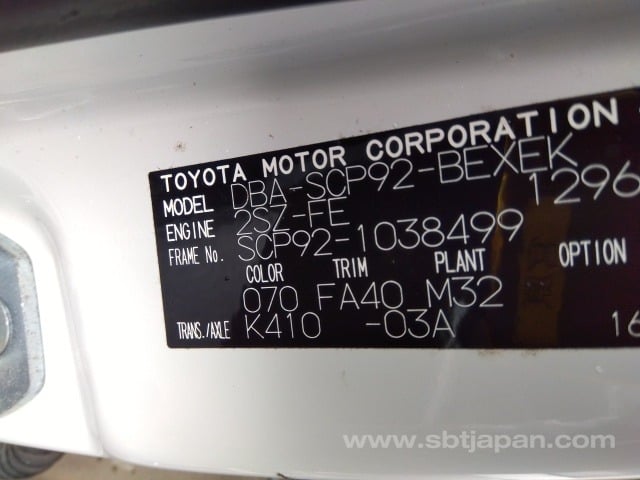 TOYOTA MOTOR CORPORATION
MODEL DBA-SCP92-BEXEK
ENGINE 2SZ-FE 1296
FRAME No. SCP92-1038499
COLOR TRIM PLANT OPTION
070 FA40 M32
TRANS./AXLE K410 -03A 16
www.sbtjapan.com